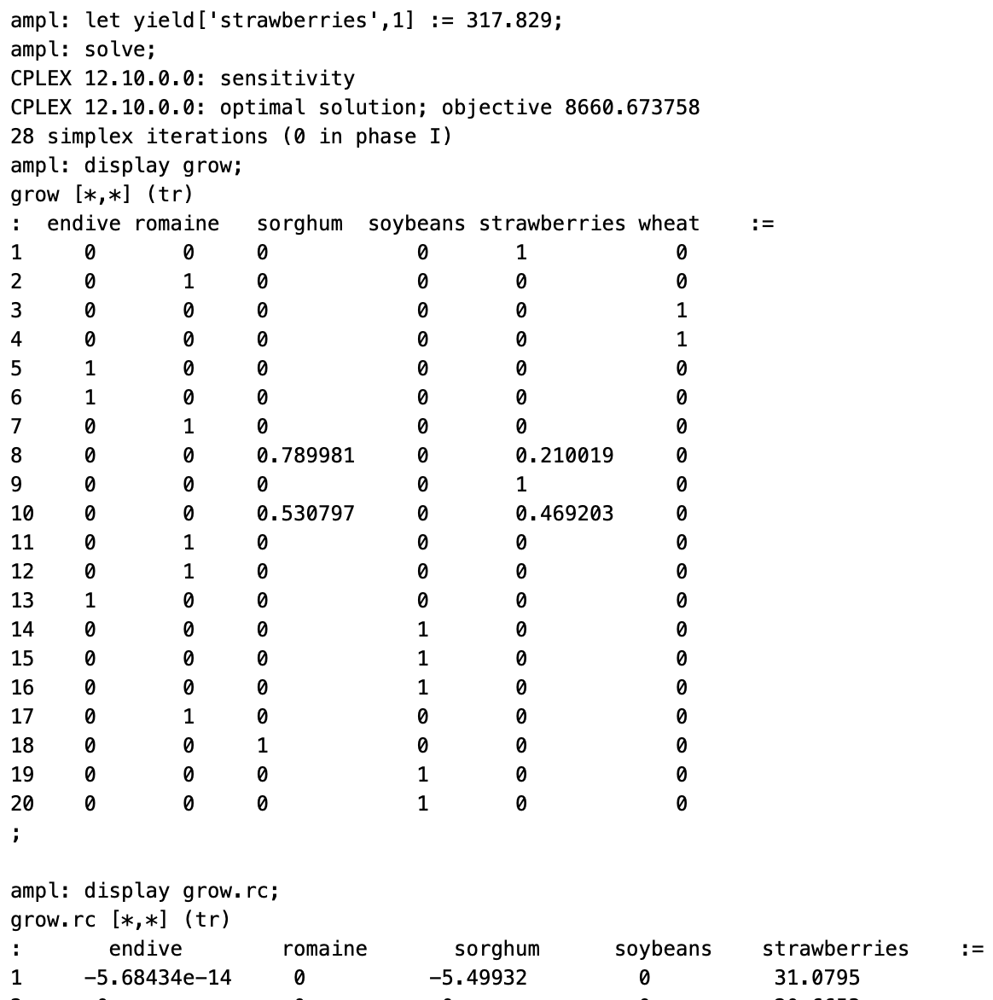 ampl: let yield['strawberries',1] := 317.829;
ampl: solve;
CPLEX 12.10.0.0: sensitivity
CPLEX 12.10.0.0: optimal solution; objective 8660.673758
28 simplex iterations (0 in phase I)
ampl: display grow;
grow [*,*] (tr)
:  endive romaine   sorghum  soybeans strawberries wheat    :=
1     0       0     0            0       1            0
2     0       1     0            0       0            0
3     0       0     0            0       0            1
4     0       0     0            0       0            1
5     1       0     0            0       0            0
6     1       0     0            0       0            0
7     0       1     0            0       0            0
8     0       0     0.789981     0       0.210019     0
9     0       0     0            0       1            0
10    0       0     0.530797     0       0.469203     0
11    0       1     0            0       0            0
12    0       1     0            0       0            0
13    1       0     0            0       0            0
14    0       0     0            1       0            0
15    0       0     0            1       0            0
16    0       0     0            1       0            0
17    0       1     0            0       0            0
18    0       0     1            0       0            0
19    0       0     0            1       0            0
20    0       0     0            1       0            0
;
ampl: display grow.rc;
grow.rc [*,*] (tr)
:       endive        romaine       sorghum      soybeans    strawberries    :=
1     -5.68434e-14     0          -5.49932         0          31.0795